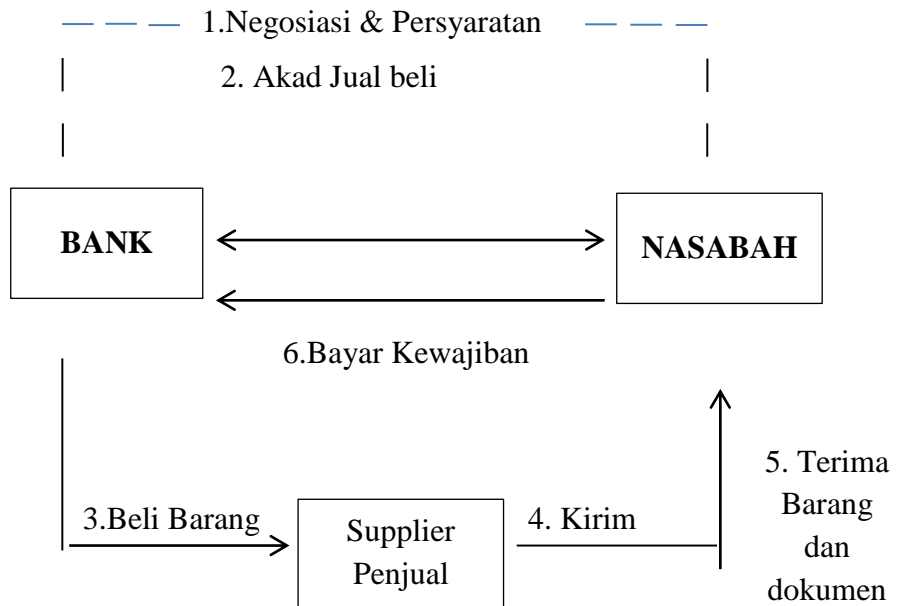 1.Negosiasi & Persyaratan
2. Akad Jual beli
BANK
NASABAH
6.Bayar Kewajiban
3.Beli Barang
Supplier
Penjual
4. Kirim
5. Terima
Barang
dan
dokumen